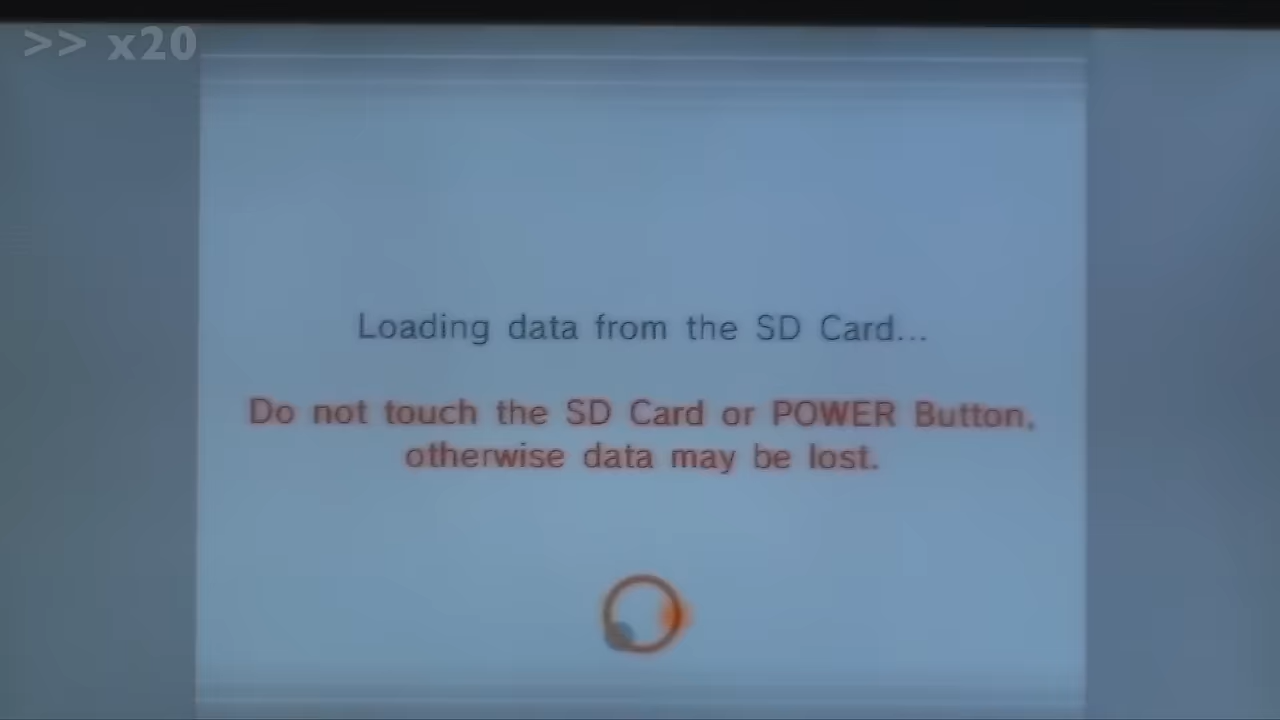 >> x20
Loading data from the SD Card...
Do not touch the SD Card or POWER Button,
otherwise data may be lost.